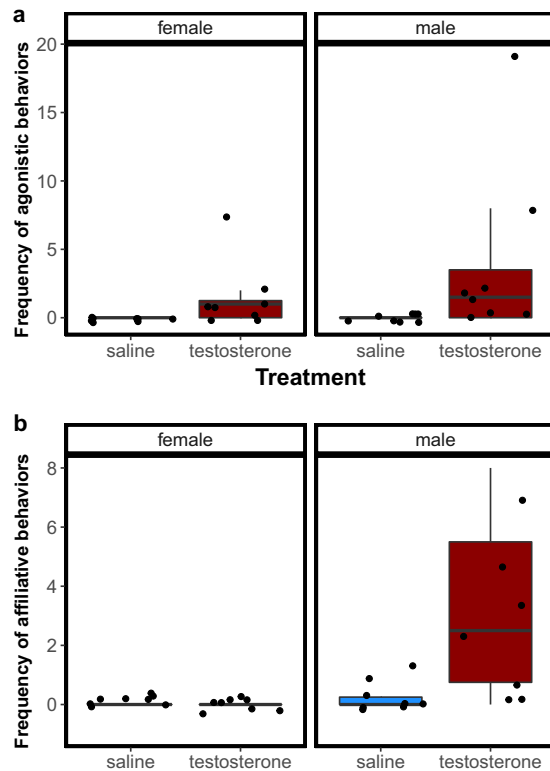 a
female
male
Frequency of agonistic behaviors
20
15
10
5
0
saline
testosterone
saline
testosterone
Treatment
b
female
male
Frequency of affiliative behaviors
8
6
4
2
0
saline
testosterone
saline
testosterone